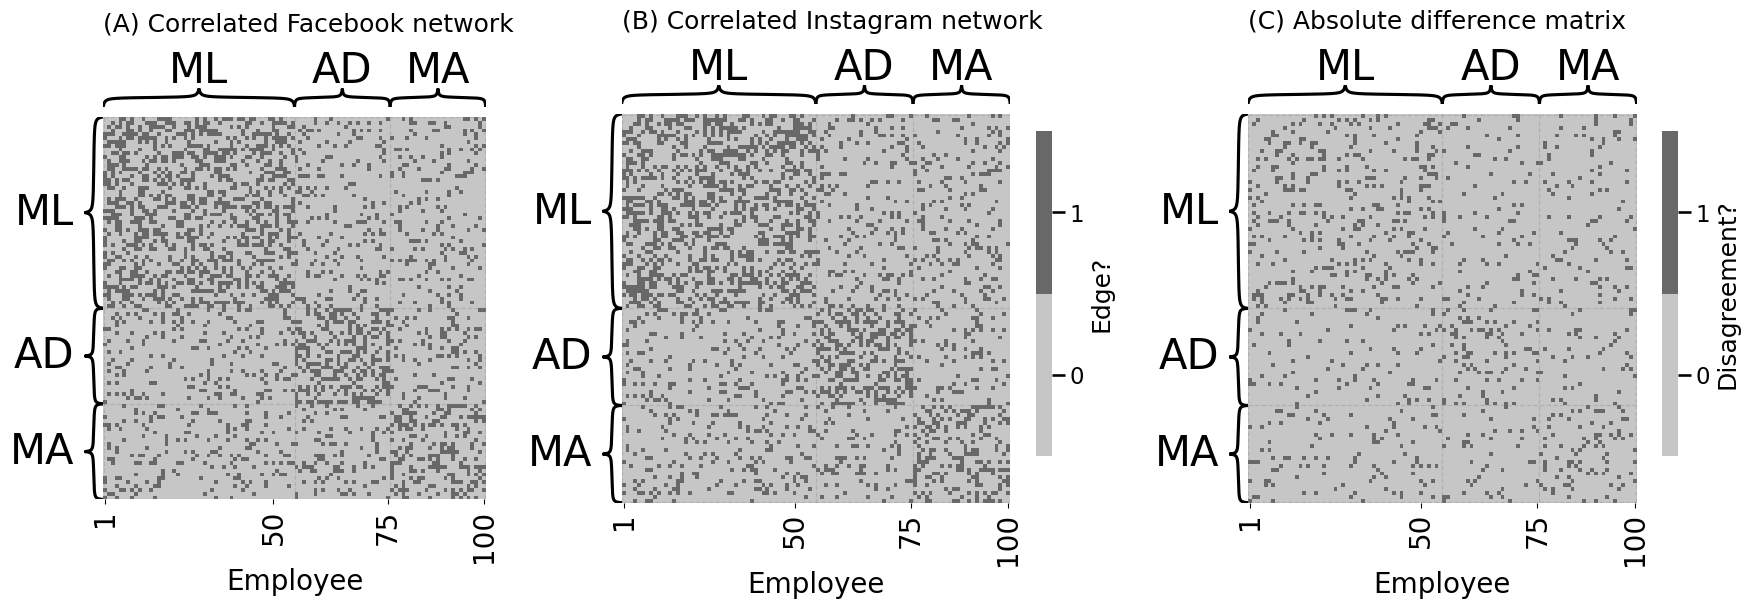 (A) Correlated Facebook network
ML AD MA
ML
AD
MA
1 50 75 100
Employee
(B) Correlated Instagram network
ML AD MA
ML
AD
MA
1 50 75 100
Employee
1
0
Edge?
(C) Absolute difference matrix
ML AD MA
ML
AD
MA
1 50 75 100
Employee
1
0
Disagreement?